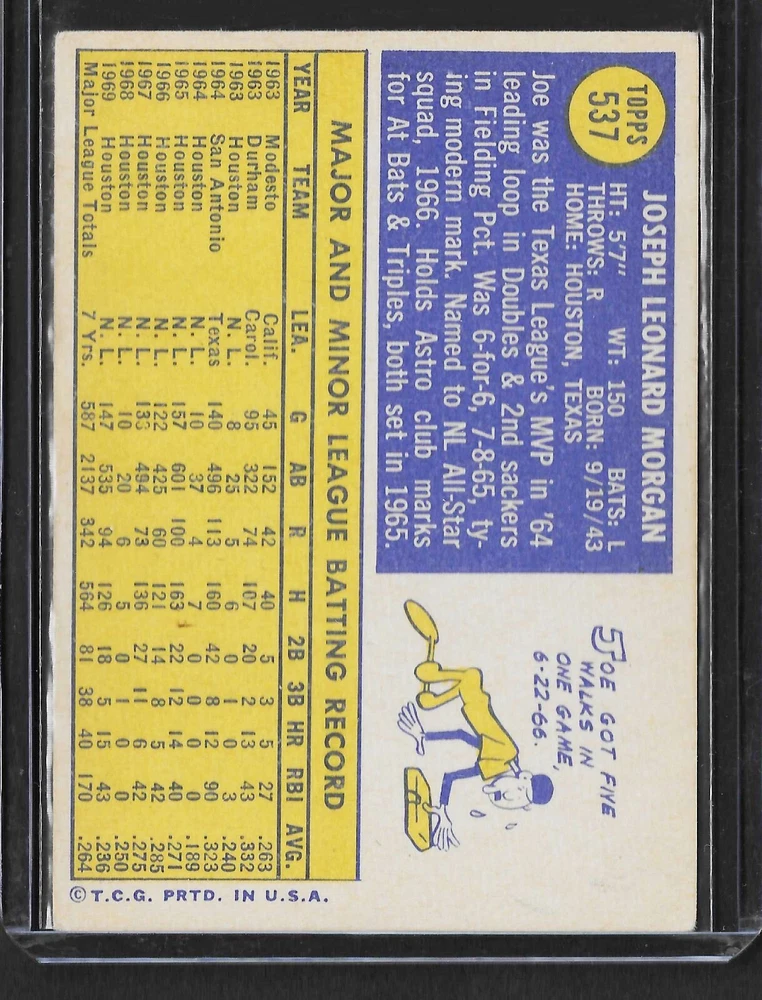 TOPPS
537
JOSEPH LEONARD MORGAN
HT: 5'7" WT: 150 BATS: L
THROWS: R BORN: 9/19/43
HOME: HOUSTON, TEXAS
Joe was the Texas League's MVP in '64
leading loop in Doubles & 2nd sackers
in Fielding Pct. Was 6-for-6, 7-8-65, ty-
ing modern mark. Named to NL All-Star
squad, 1966. Holds Astro club marks
for At Bats & Triples, both set in 1965.
JOE GOT FIVE
WALKS IN
ONE GAME,
6-22-66.
MAJOR AND MINOR LEAGUE BATTING RECORD
YEAR TEAM LEA. G AB R H 2B 3B HR RBI AVG.
1963 Modesto Calif. 45 152 42 40 5 3 5 27 .263
1963 Durham Carol. 95 322 74 107 20 2 13 43 .332
1963 Houston N. L. 8 25 5 6 0 1 0 3 .240
1964 San Antonio Texas 140 496 113 160 42 8 12 90 .323
1964 Houston N. L. 10 37 4 7 0 0 0 0 .189
1965 Houston N. L. 157 601 100 163 22 12 14 40 .271
1966 Houston N. L. 122 425 60 121 14 8 5 42 .285
1967 Houston N. L. 133 494 73 136 27 11 6 42 .275
1968 Houston N. L. 10 20 6 5 0 1 0 0 .250
1969 Houston N. L. 147 535 94 126 18 5 15 43 .236
Major League Totals 7 Yrs. 587 2137 342 564 81 38 40 170 .264
© T.C.G. PRTD. IN U.S.A.